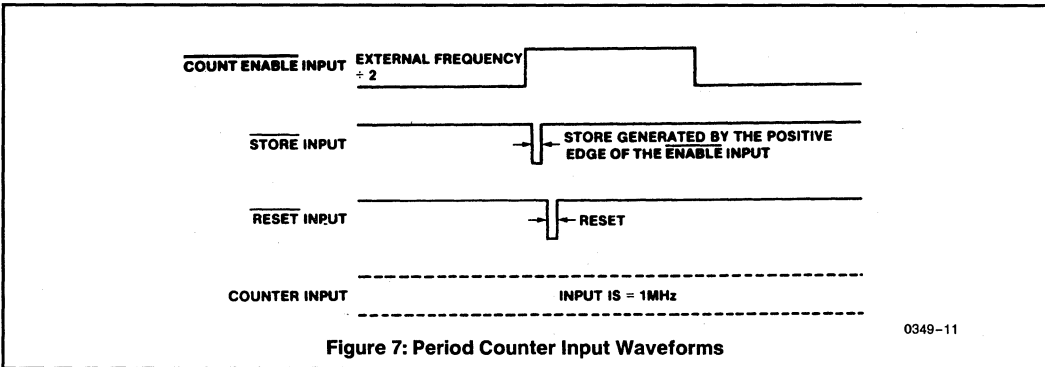 COUNT ENABLE INPUT
EXTERNAL FREQUENCY
÷ 2
STORE INPUT
STORE GENERATED BY THE POSITIVE
EDGE OF THE ENABLE INPUT
RESET INPUT
RESET
COUNTER INPUT
INPUT IS = 1MHz
0349-11
Figure 7: Period Counter Input Waveforms